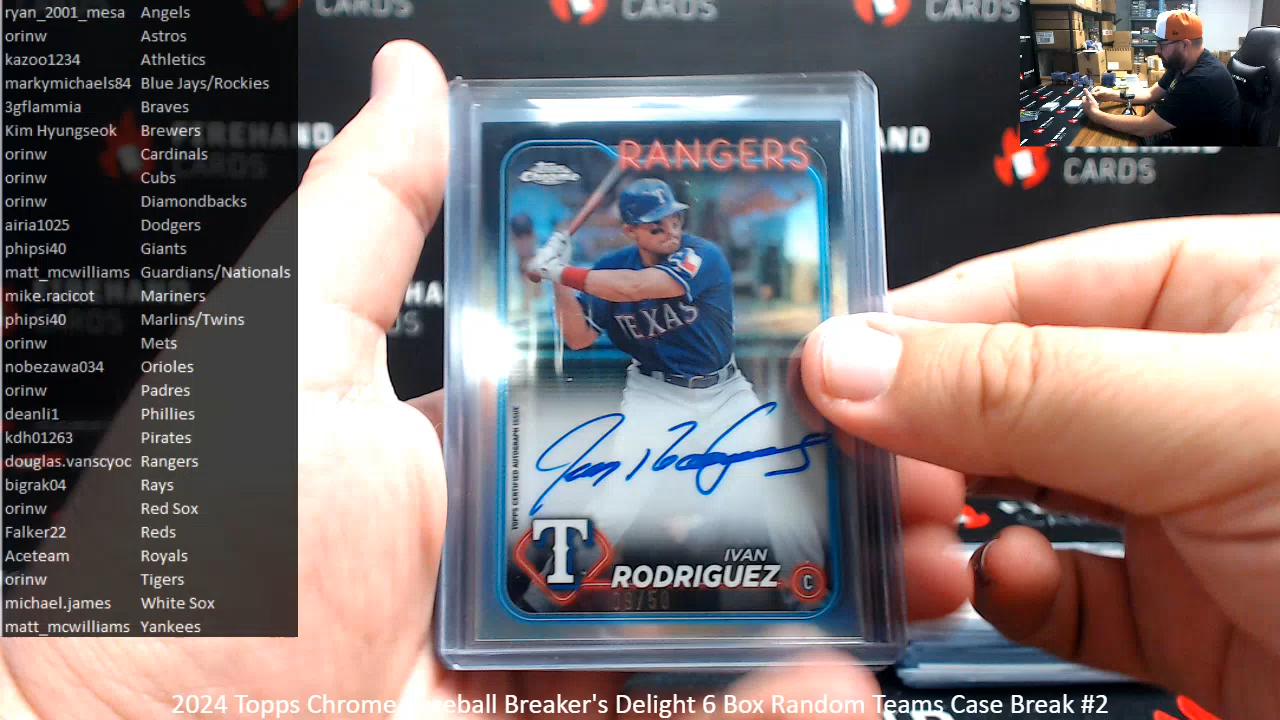 ryan_2001_mesa Angels
orinw Astros
kazoo1234 Athletics
markymichaels84 Blue Jays/Rockies
3gflammia Braves
Kim Hyungseok Brewers
orinw Cardinals
orinw Cubs
orinw Diamondbacks
airia1025 Dodgers
phipsi40 Giants
matt_mcwilliams Guardians/Nationals
mike.racicot Mariners
phipsi40 Marlins/Twins
orinw Mets
nobezawa034 Orioles
orinw Padres
deanli1 Phillies
kdh01263 Pirates
douglas.vanscyoc Rangers
bigrak04 Rays
orinw Red Sox
Falker22 Reds
Aceteam Royals
orinw Tigers
michael.james White Sox
matt_mcwilliams Yankees
CARDS
CARDS
CARDS
CARDS
RANGERS
Topps Chrome
T
TEXAS
TOPPS CERTIFIED AUTOGRAPH ISSUE
T
IVAN
RODRIGUEZ
C
2024 Topps Chrome Baseball Breaker's Delight 6 Box Random Teams Case Break #2